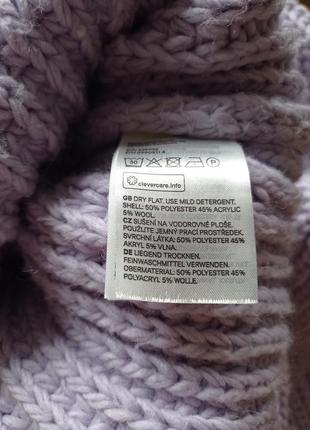 30 P
clevercare.info
GB DRY FLAT. USE MILD DETERGENT.
SHELL: 50% POLYESTER 45% ACRYLIC
5% WOOL.
CZ SUŠENÍ NA VODOROVNÉ PLOŠE.
POUŽIJTE JEMNÝ PRACÍ PROSTŘEDEK.
SVRCHNÍ LÁTKA: 50% POLYESTER 45%
AKRYL 5% VLNA.
DE LIEGEND TROCKNEN.
FEINWASCHMITTEL VERWENDEN.
OBERMATERIAL: 50% POLYESTER 45%
POLYACRYL 5% WOLLE.